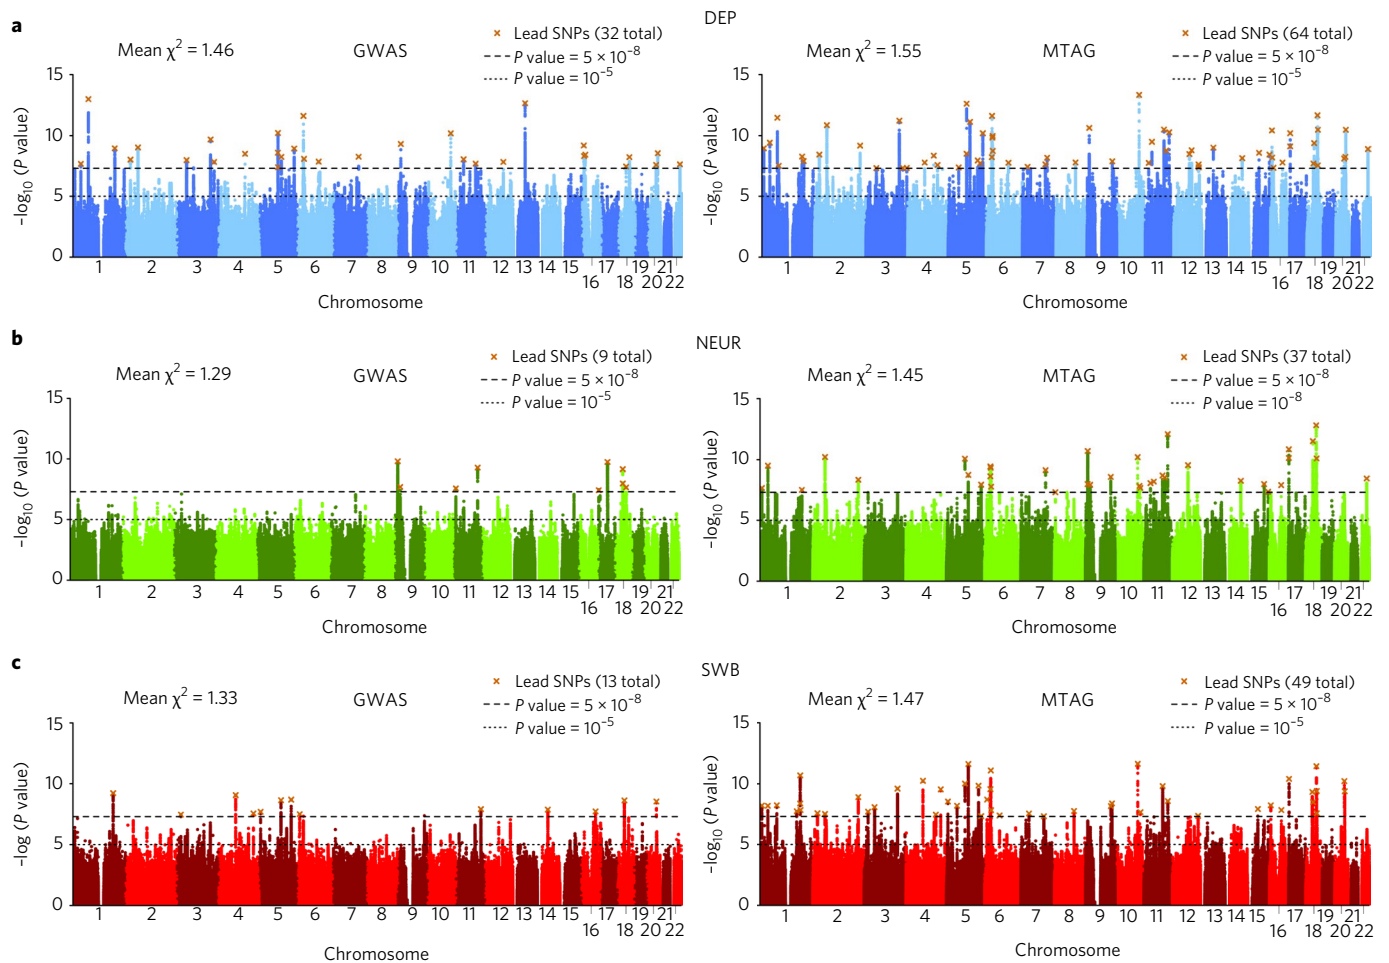 a
DEP
Mean χ² = 1.46
GWAS
× Lead SNPs (32 total)
P value = 5 × 10⁻⁸
P value = 10⁻⁵
15
10
5
0
−log₁₀ (P value)
1 2 3 4 5 6 7 8 9 10 11 12 13 14 15 16 17 18 19 20 21 22
Chromosome
Mean χ² = 1.55
MTAG
× Lead SNPs (64 total)
P value = 5 × 10⁻⁸
P value = 10⁻⁵
15
10
5
0
−log₁₀ (P value)
1 2 3 4 5 6 7 8 9 10 11 12 13 14 15 16 17 18 19 20 21 22
Chromosome
b
NEUR
Mean χ² = 1.29
GWAS
× Lead SNPs (9 total)
P value = 5 × 10⁻⁸
P value = 10⁻⁵
15
10
5
0
−log₁₀ (P value)
1 2 3 4 5 6 7 8 9 10 11 12 13 14 15 16 17 18 19 20 21 22
Chromosome
Mean χ² = 1.45
MTAG
× Lead SNPs (37 total)
P value = 5 × 10⁻⁸
P value = 10⁻⁸
15
10
5
0
−log₁₀ (P value)
1 2 3 4 5 6 7 8 9 10 11 12 13 14 15 16 17 18 19 20 21 22
Chromosome
c
SWB
Mean χ² = 1.33
GWAS
× Lead SNPs (13 total)
P value = 5 × 10⁻⁸
P value = 10⁻⁵
15
10
5
0
−log (P value)
1 2 3 4 5 6 7 8 9 10 11 12 13 14 15 16 17 18 19 20 21 22
Chromosome
Mean χ² = 1.47
MTAG
× Lead SNPs (49 total)
P value = 5 × 10⁻⁸
P value = 10⁻⁵
15
10
5
0
−log₁₀ (P value)
1 2 3 4 5 6 7 8 9 10 11 12 13 14 15 16 17 18 19 20 21 22
Chromosome